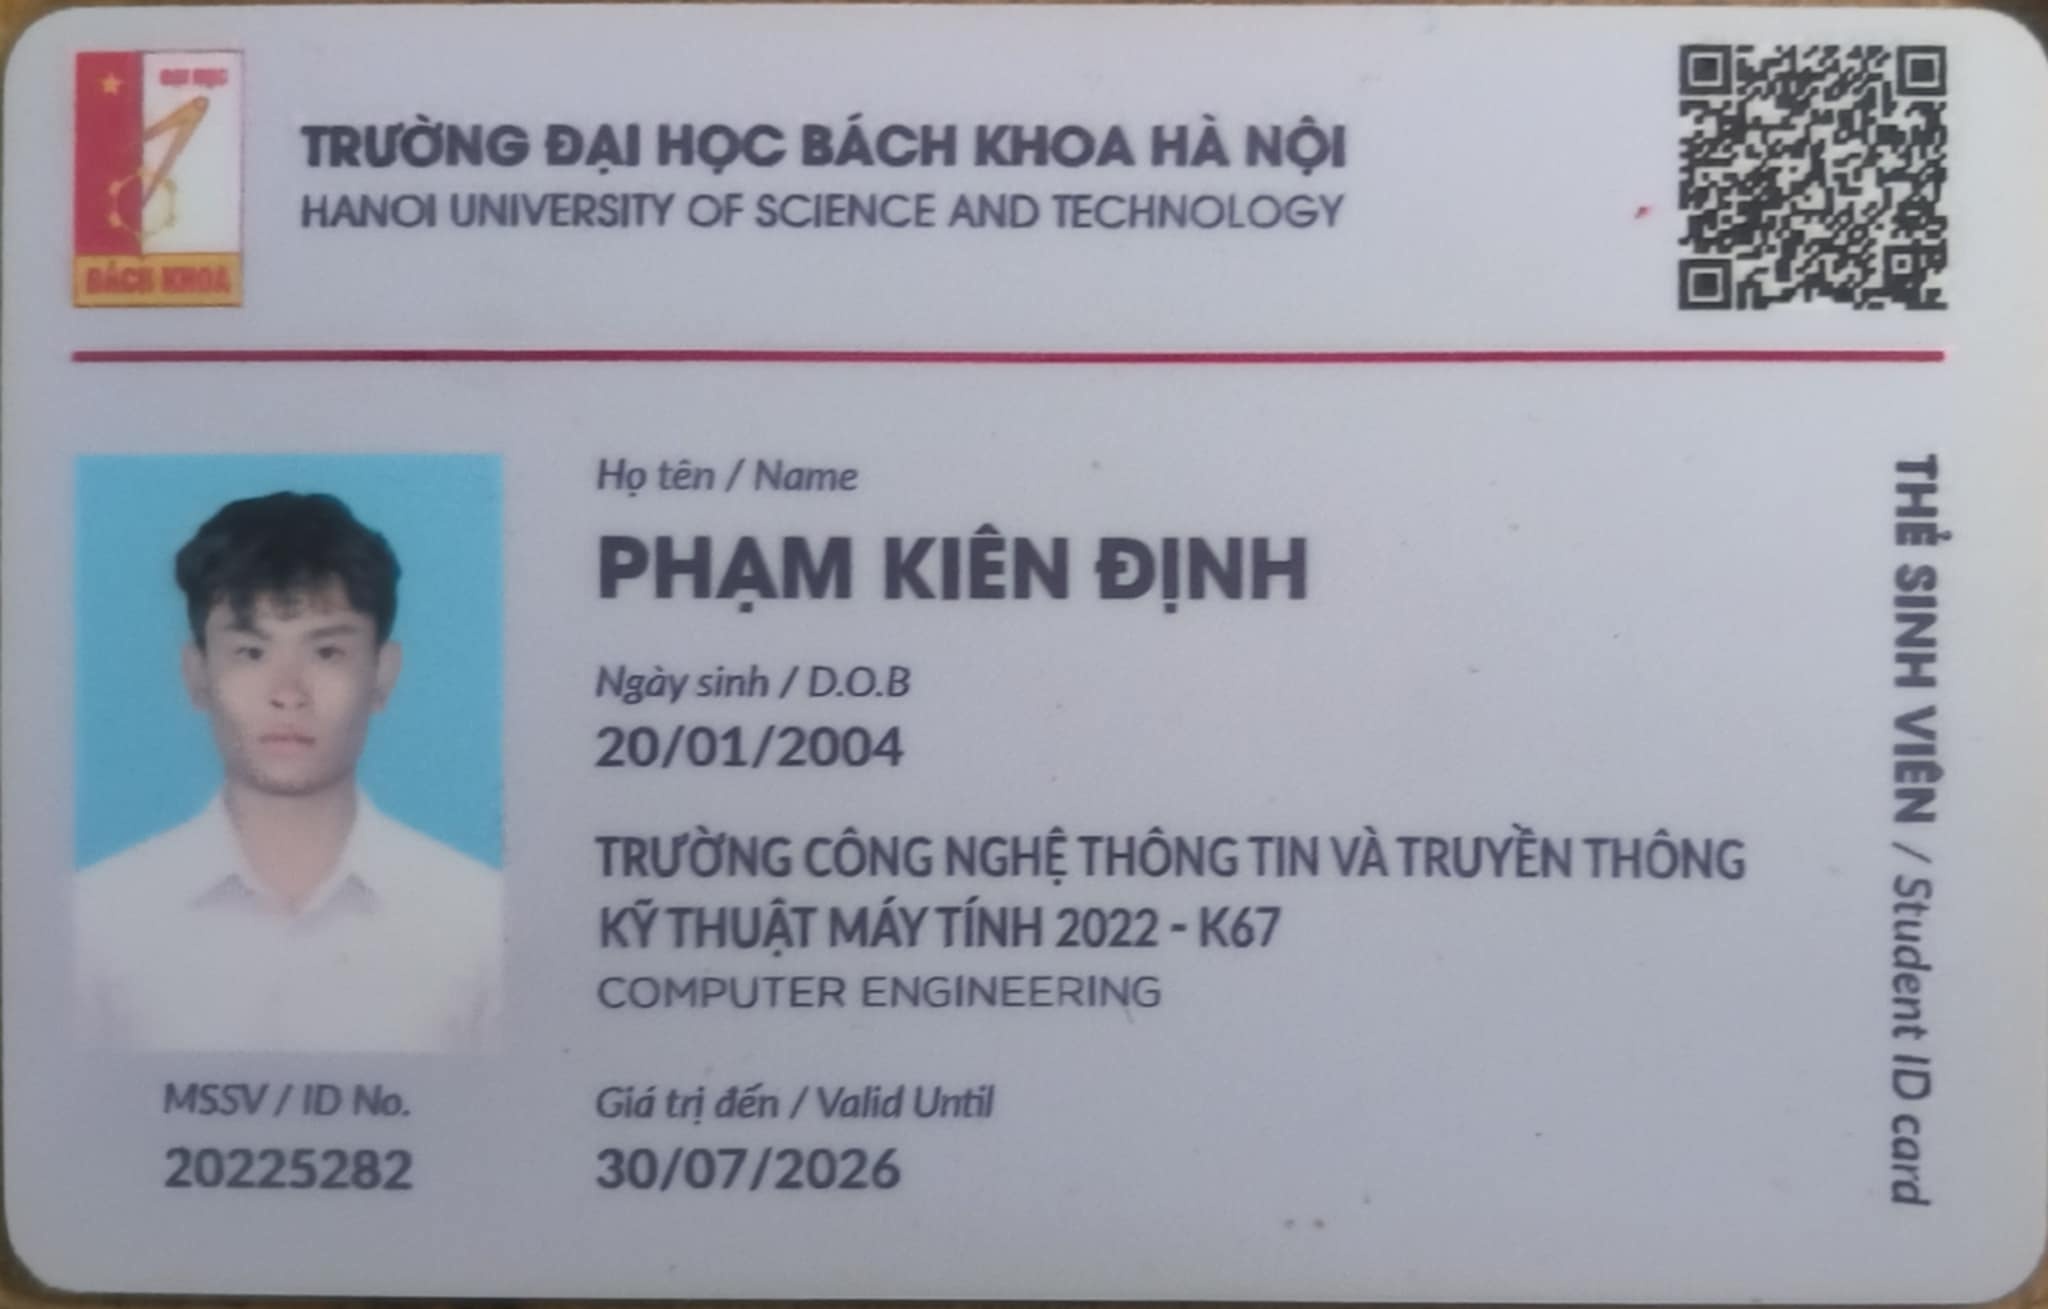 ĐẠI HỌC
BÁCH KHOA
TRƯỜNG ĐẠI HỌC BÁCH KHOA HÀ NỘI
HANOI UNIVERSITY OF SCIENCE AND TECHNOLOGY
Họ tên / Name
PHẠM KIÊN ĐỊNH
Ngày sinh / D.O.B
20/01/2004
TRƯỜNG CÔNG NGHỆ THÔNG TIN VÀ TRUYỀN THÔNG
KỸ THUẬT MÁY TÍNH 2022 - K67
COMPUTER ENGINEERING
MSSV / ID No.
20225282
Giá trị đến / Valid Until
30/07/2026
THẺ SINH VIÊN / Student ID card